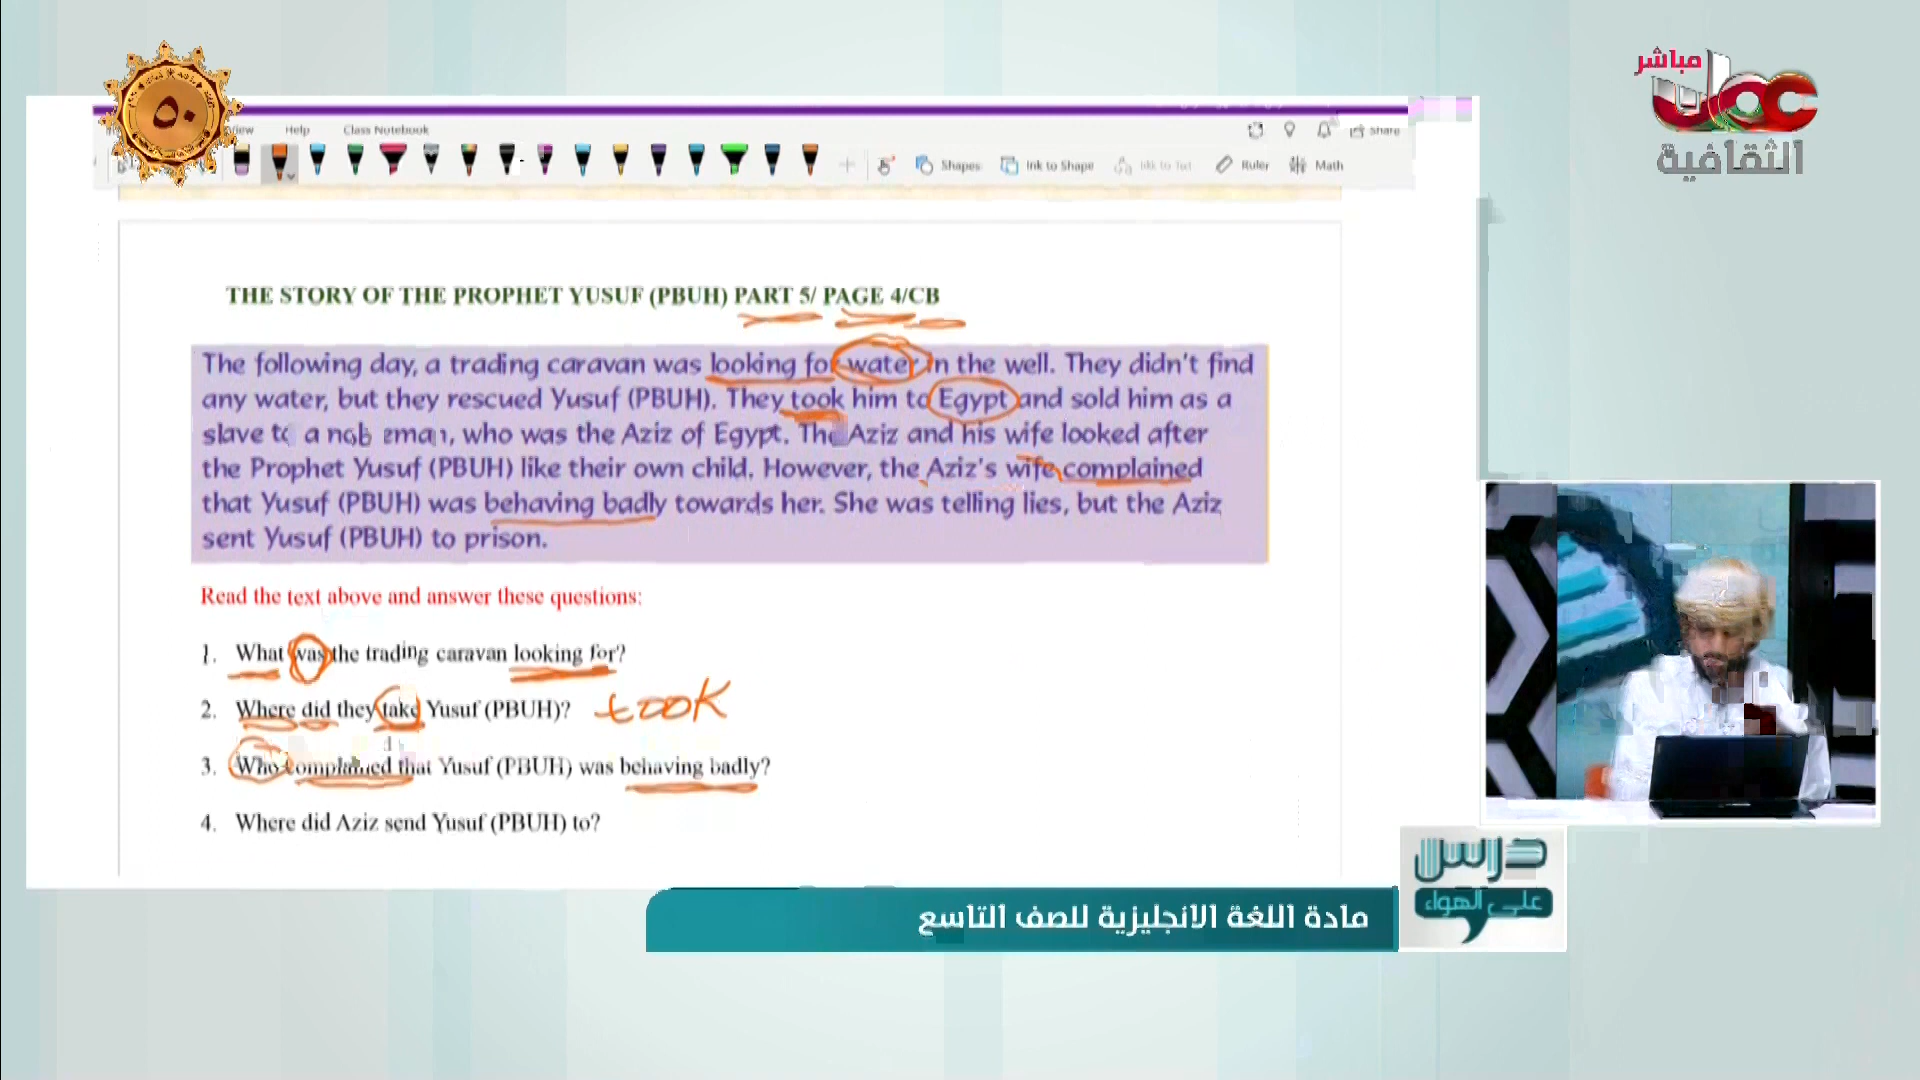 ٥٠
مباشر
عمان
الثقافية
View Help Class Notebook
Share
Shapes Ink to Shape Ink to Text Ruler Math
THE STORY OF THE PROPHET YUSUF (PBUH) PART 5/ PAGE 4/CB
The following day, a trading caravan was looking for water in the well. They didn't find
any water, but they rescued Yusuf (PBUH). They took him to Egypt and sold him as a
slave to a nobleman, who was the Aziz of Egypt. The Aziz and his wife looked after
the Prophet Yusuf (PBUH) like their own child. However, the Aziz's wife complained
that Yusuf (PBUH) was behaving badly towards her. She was telling lies, but the Aziz
sent Yusuf (PBUH) to prison.
Read the text above and answer these questions:
1. What was the trading caravan looking for?
2. Where did they take Yusuf (PBUH)? took
3. Who complained that Yusuf (PBUH) was behaving badly?
4. Where did Aziz send Yusuf (PBUH) to?
درس
على الهواء
مادة اللغة الانجليزية للصف التاسع